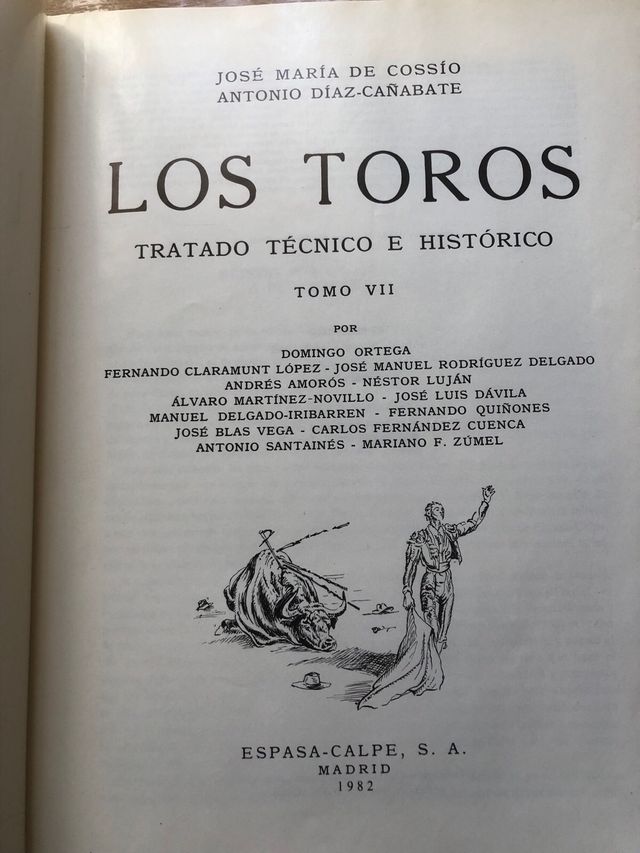 JOSÉ MARÍA DE COSSÍO
ANTONIO DÍAZ-CAÑABATE
LOS TOROS
TRATADO TÉCNICO E HISTÓRICO
TOMO VII
POR
DOMINGO ORTEGA
FERNANDO CLARAMUNT LÓPEZ - JOSÉ MANUEL RODRÍGUEZ DELGADO
ANDRÉS AMORÓS - NÉSTOR LUJÁN
ÁLVARO MARTÍNEZ-NOVILLO - JOSÉ LUIS DÁVILA
MANUEL DELGADO-IRIBARREN - FERNANDO QUIÑONES
JOSÉ BLAS VEGA - CARLOS FERNÁNDEZ CUENCA
ANTONIO SANTAINÉS - MARIANO F. ZÚMEL
ESPASA-CALPE, S. A.
MADRID
1982